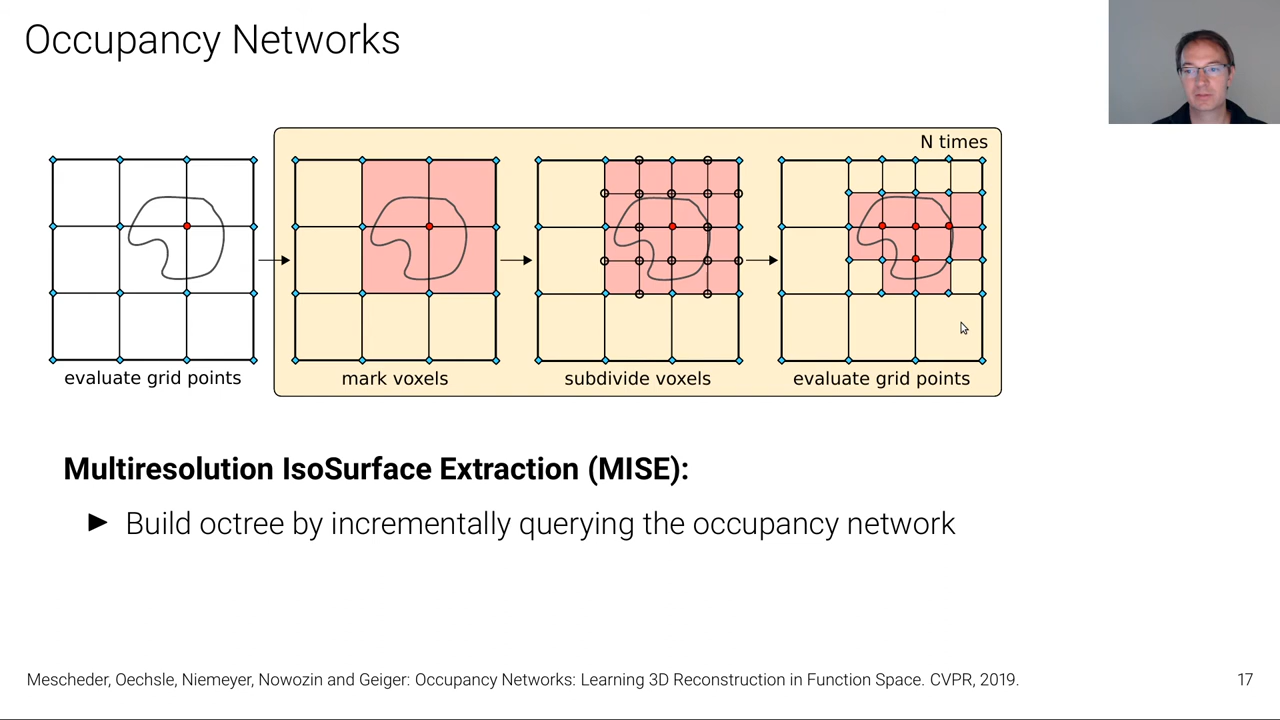 Occupancy Networks
N times
evaluate grid points
mark voxels
subdivide voxels
evaluate grid points
Multiresolution IsoSurface Extraction (MISE):
► Build octree by incrementally querying the occupancy network
Mescheder, Oechsle, Niemeyer, Nowozin and Geiger: Occupancy Networks: Learning 3D Reconstruction in Function Space. CVPR, 2019.
17